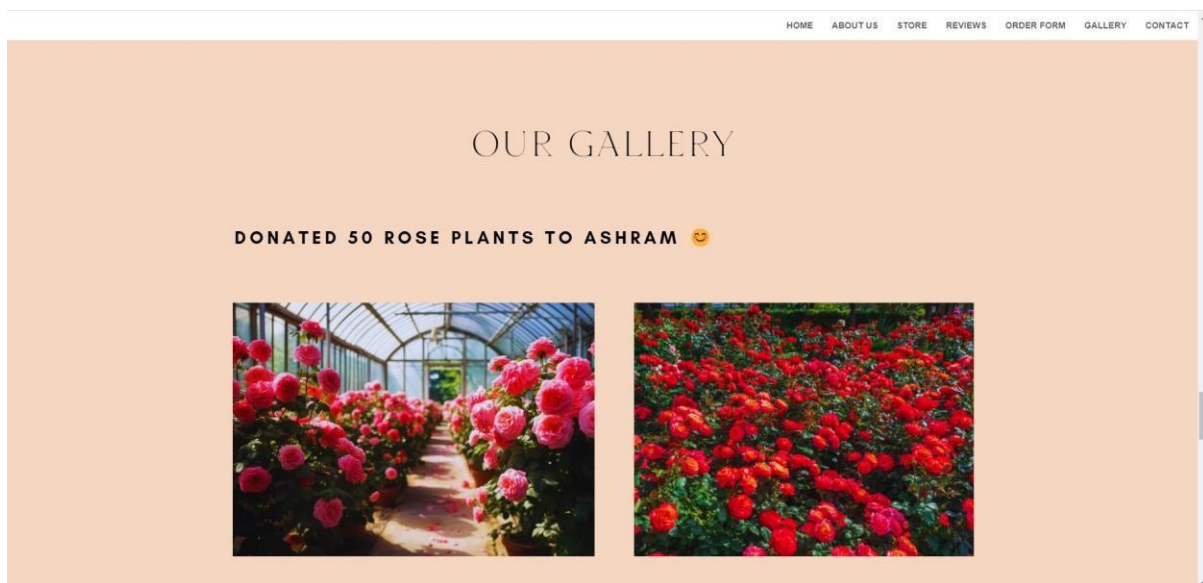 HOME ABOUT US STORE REVIEWS ORDER FORM GALLERY CONTACT
OUR GALLERY
DONATED 50 ROSE PLANTS TO ASHRAM 😊